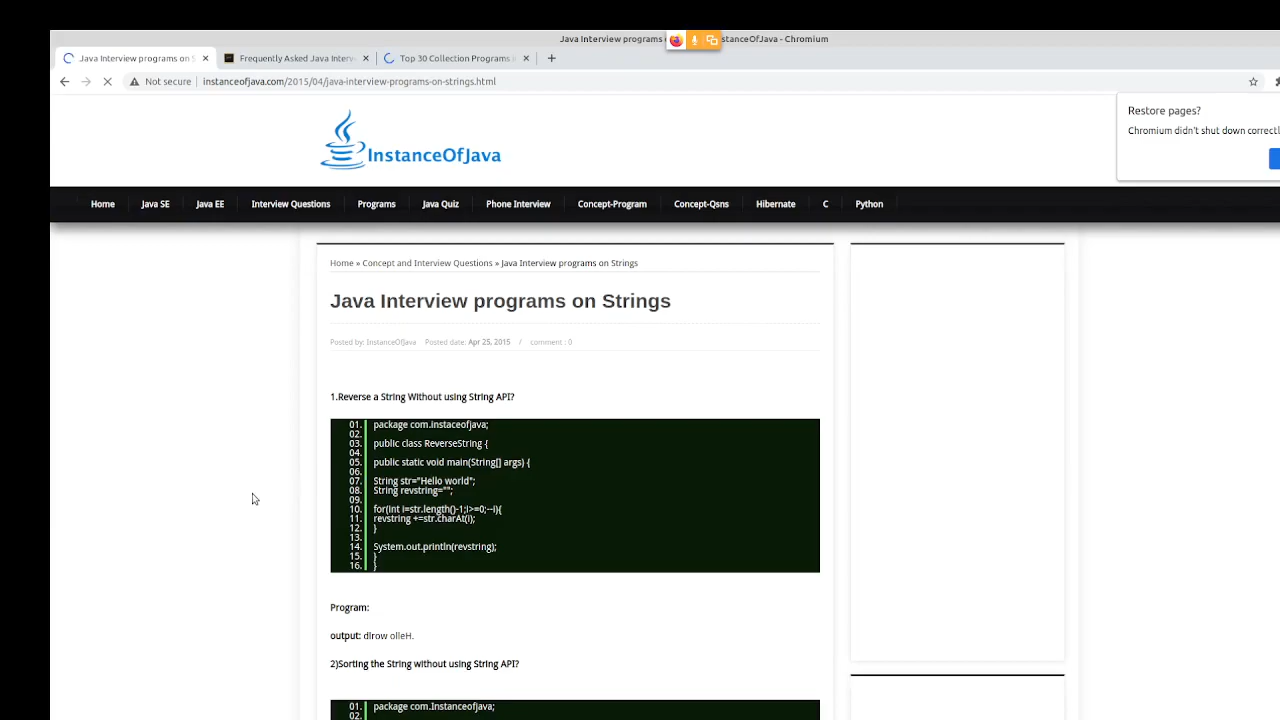 Java Interview programs
nstanceOfJava - Chromium
Java Interview programs on S
Frequently Asked Java Interv
Top 30 Collection Programs i
Not secure
instanceofjava.com/2015/04/java-interview-programs-on-strings.html
Restore pages?
Chromium didn't shut down correctl
InstanceOfJava
Home Java SE Java EE Interview Questions Programs Java Quiz Phone Interview Concept-Program Concept-Qsns Hibernate C Python
Home » Concept and Interview Questions » Java Interview programs on Strings
Java Interview programs on Strings
Posted by: InstanceOfJava Posted date: Apr 25, 2015 / comment : 0
1.Reverse a String Without using String API?
01. package com.instaceofjava;
02.
03. public class ReverseString {
04.
05. public static void main(String[] args) {
06.
07. String str="Hello world";
08. String revstring="";
09.
10. for(int i=str.length()-1;i>=0;--i){
11. revstring +=str.charAt(i);
12. }
13.
14. System.out.println(revstring);
15. }
16. }
Program:
output: dlrow olleH.
2)Sorting the String without using String API?
01. package com.Instanceofjava;
02.